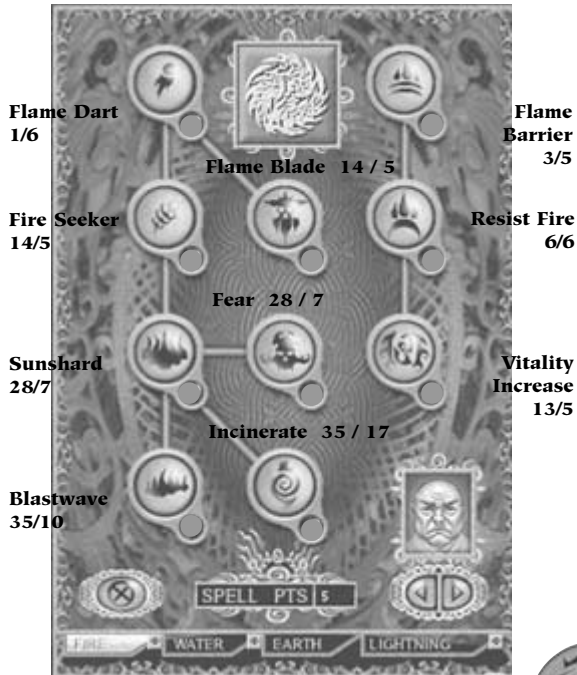 Flame Dart
1/6
Flame
Barrier
3/5
Flame Blade 14 / 5
Fire Seeker
14/5
Resist Fire
6/6
Fear 28 / 7
Sunshard
28/7
Vitality
Increase
13/5
Incinerate 35 / 17
Blastwave
35/10
SPELL PTS 5
FIRE WATER EARTH LIGHTNING